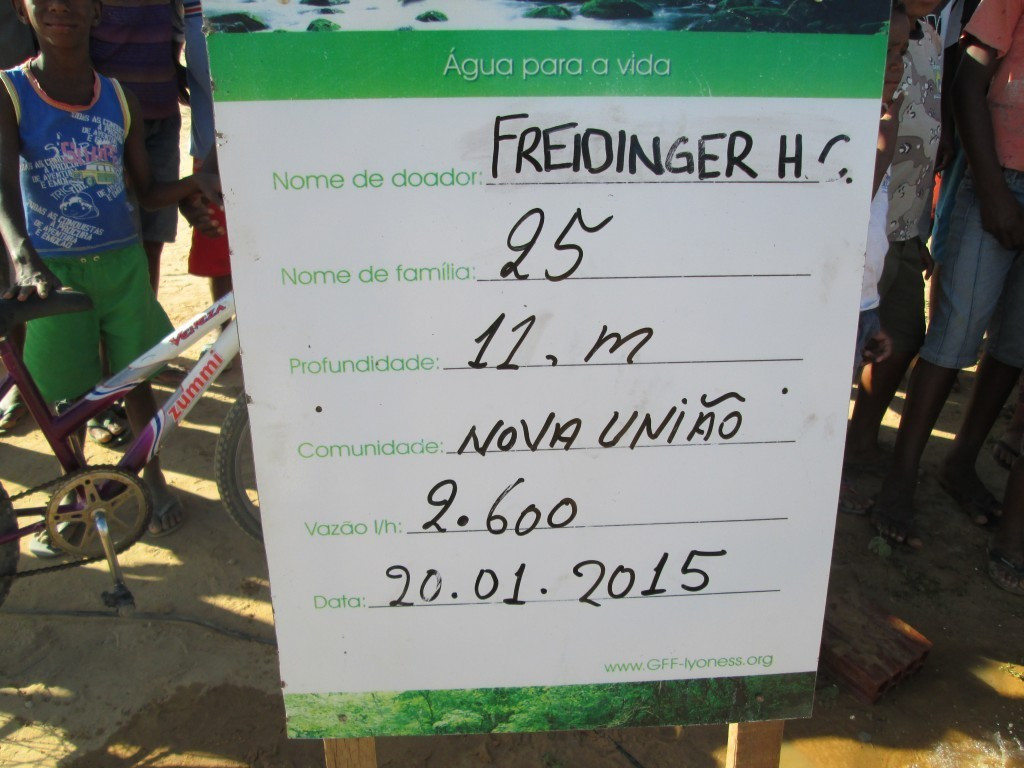 Água para a vida
Nome de doador: FREIDINGER H
Nome de família: 25
Profundidade: 11. m
Comunidade: NOVA UNIÃO
Vazão l/h: 2.600
Data: 20.01.2015
www.GFF-lyoness.org
zummi